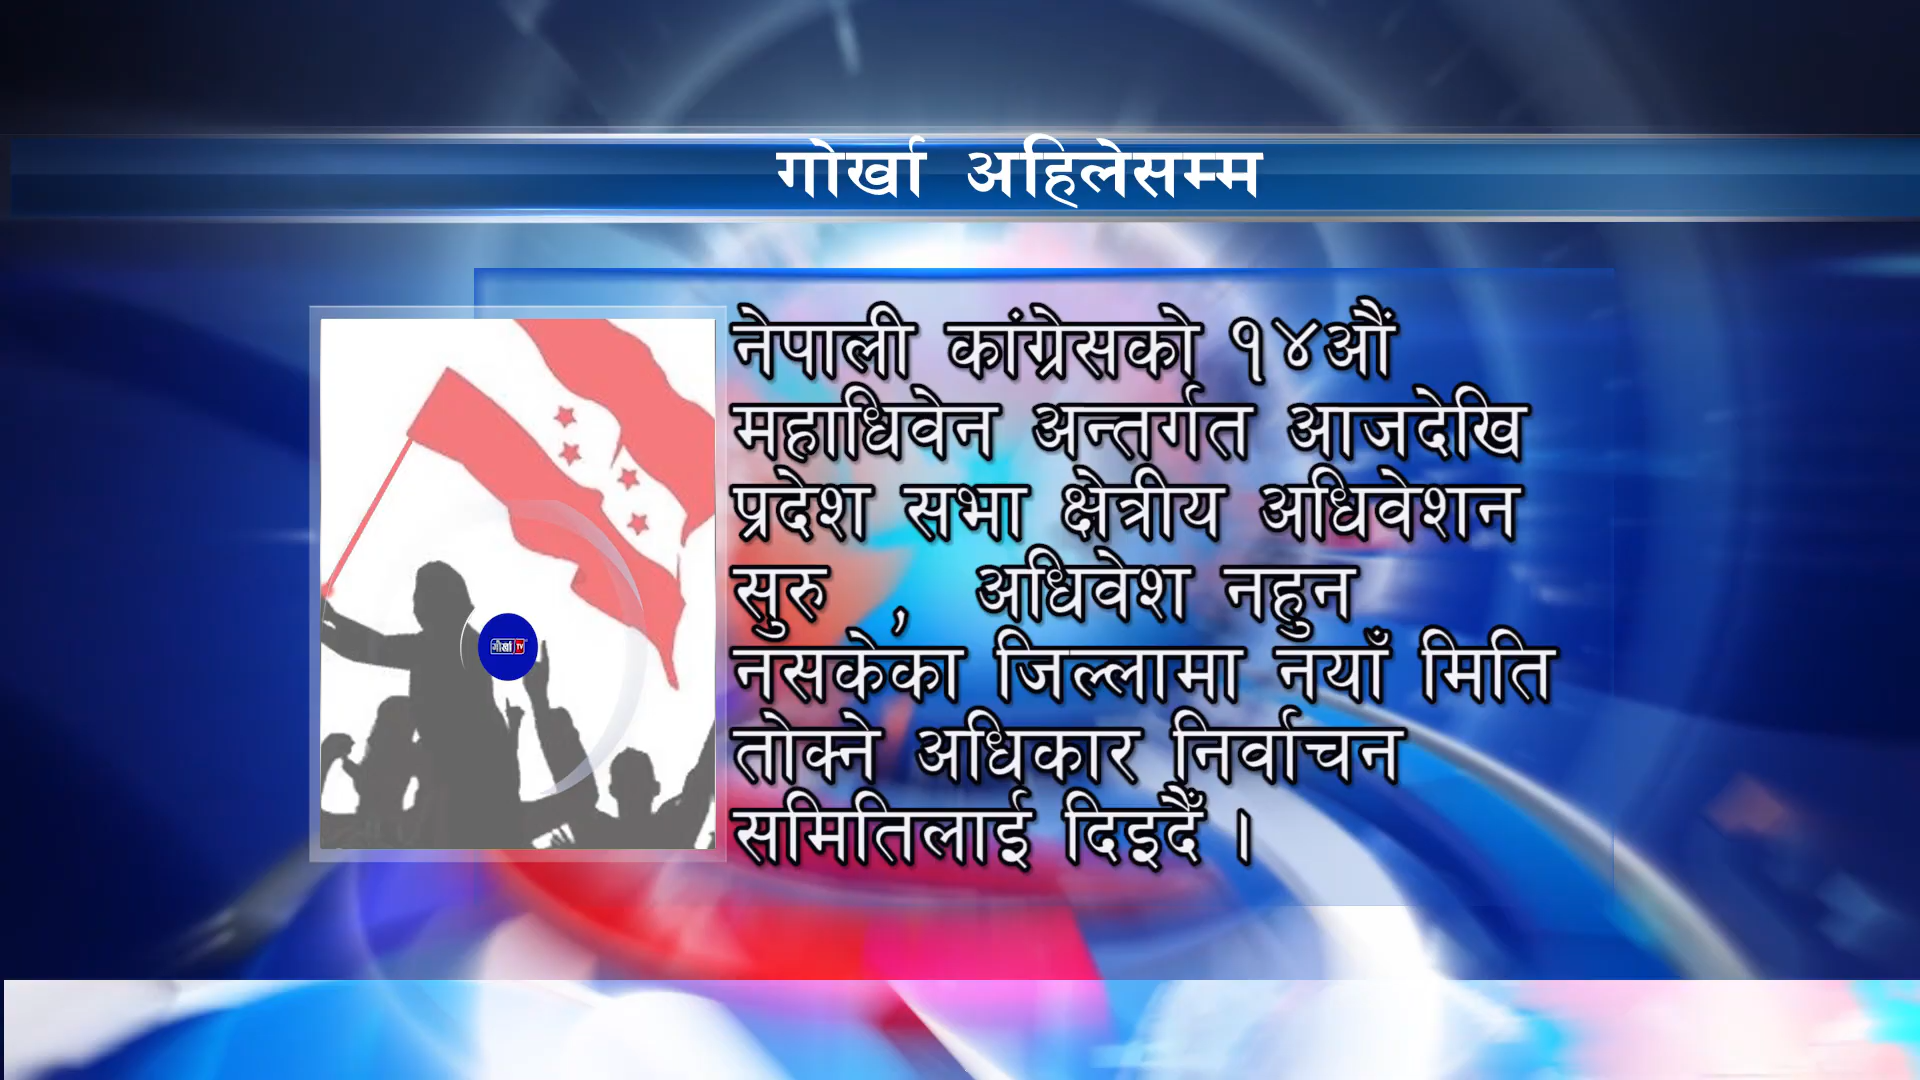 गोर्खा अहिलेसम्म
नेपाली कांग्रेसको १४औं
महाधिवेन अन्तर्गत आजदेखि
प्रदेश सभा क्षेत्रीय अधिवेशन
सुरु , अधिवेश नहुन
नसकेका जिल्लामा नयाँ मिति
तोक्ने अधिकार निर्वाचन
समितिलाई दिइदैँ ।
गोर्खा TV